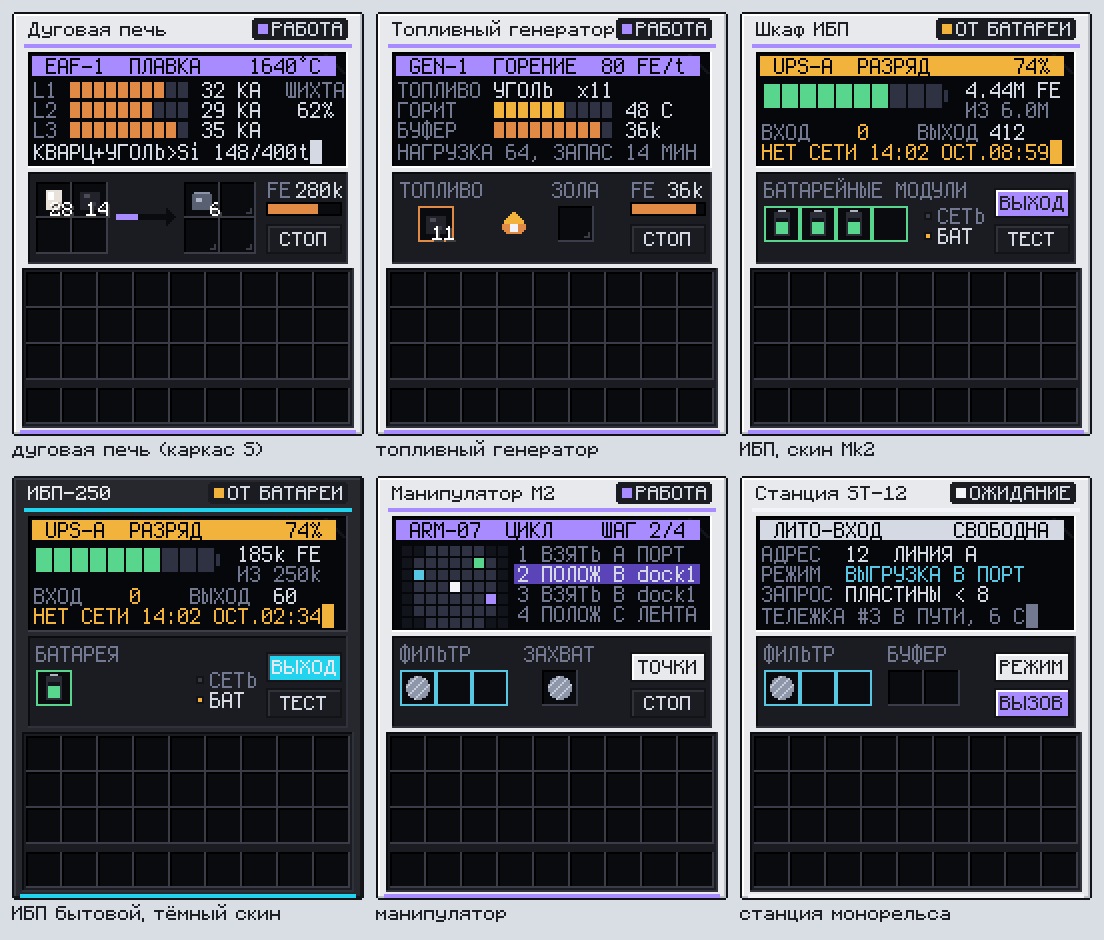 Дуговая печь РАБОТА
EAF-1 ПЛАВКА 1640°C
L1 32 КА ШИХТА
L2 29 КА 62%
L3 35 КА
КВАРЦ+УГОЛЬ>Si 148/400t
28 14 6 FE 280k
СТОП
дуговая печь (каркас S)
Топливный генератор РАБОТА
GEN-1 ГОРЕНИЕ 80 FE/t
ТОПЛИВО УГОЛЬ x11
ГОРИТ 48 С
БУФЕР 36k
НАГРУЗКА 64, ЗАПАС 14 МИН
ТОПЛИВО ЗОЛА FE 36k
11
СТОП
топливный генератор
Шкаф ИБП ОТ БАТАРЕИ
UPS-A РАЗРЯД 74%
4.44M FE
ИЗ 6.0M
ВХОД 0 ВЫХОД 412
НЕТ СЕТИ 14:02 ОСТ.08:59
БАТАРЕЙНЫЕ МОДУЛИ
ВЫХОД
СЕТЬ
БАТ
ТЕСТ
ИБП, скин Mk2
ИБП-250 ОТ БАТАРЕИ
UPS-A РАЗРЯД 74%
185k FE
ИЗ 250k
ВХОД 0 ВЫХОД 60
НЕТ СЕТИ 14:02 ОСТ.02:34
БАТАРЕЯ
ВЫХОД
СЕТЬ
БАТ
ТЕСТ
ИБП бытовой, тёмный скин
Манипулятор M2 РАБОТА
ARM-07 ЦИКЛ ШАГ 2/4
1 ВЗЯТЬ А ПОРТ
2 ПОЛОЖ В dock1
3 ВЗЯТЬ В dock1
4 ПОЛОЖ С ЛЕНТА
ФИЛЬТР ЗАХВАТ
ТОЧКИ
СТОП
манипулятор
Станция ST-12 ОЖИДАНИЕ
ЛИТО-ВХОД СВОБОДНА
АДРЕС 12 ЛИНИЯ А
РЕЖИМ ВЫГРУЗКА В ПОРТ
ЗАПРОС ПЛАСТИНЫ < 8
ТЕЛЕЖКА #3 В ПУТИ, 6 С
ФИЛЬТР БУФЕР
РЕЖИМ
ВЫЗОВ
станция монорельса